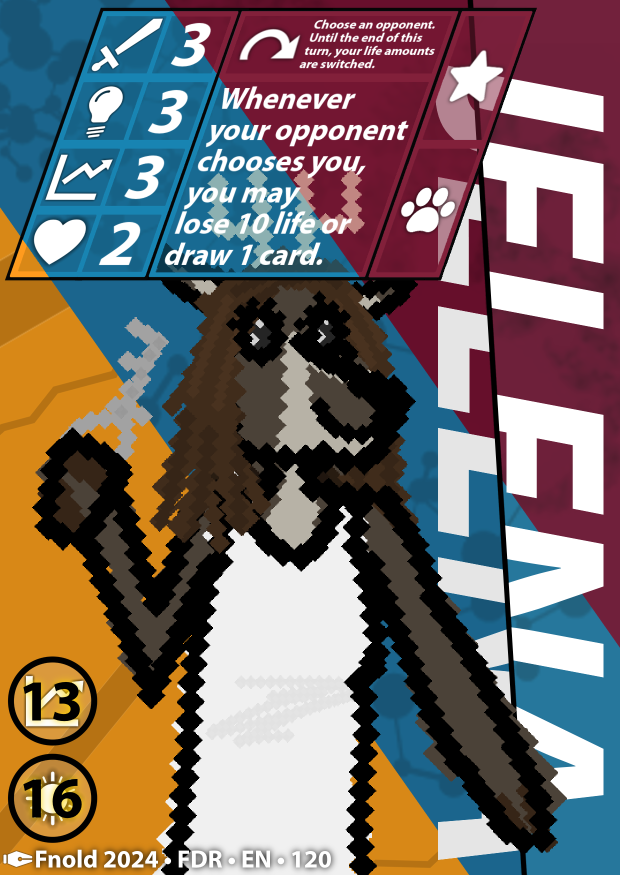 3
3
3
2
Choose an opponent.
Until the end of this
turn, your life amounts
are switched.
Whenever
your opponent
chooses you,
you may
lose 10 life or
draw 1 card.
JELENA
13
16
Fnold 2024 • FDR • EN • 120